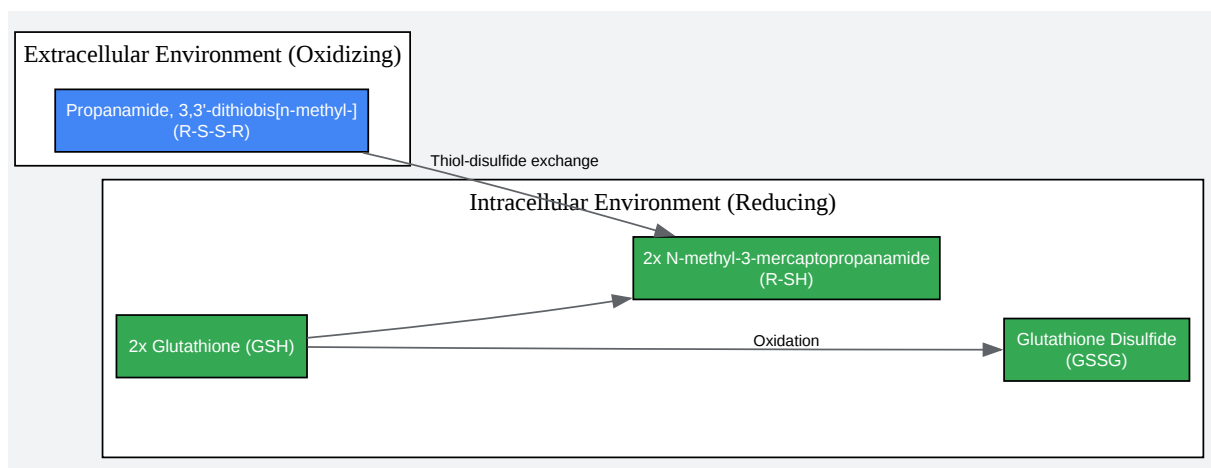 Extracellular Environment (Oxidizing)
Propanamide, 3,3'-dithiobis[n-methyl-]
(R-S-S-R)
Thiol-disulfide exchange
Intracellular Environment (Reducing)
2x N-methyl-3-mercaptopropanamide
(R-SH)
2x Glutathione (GSH)
Oxidation
Glutathione Disulfide
(GSSG)